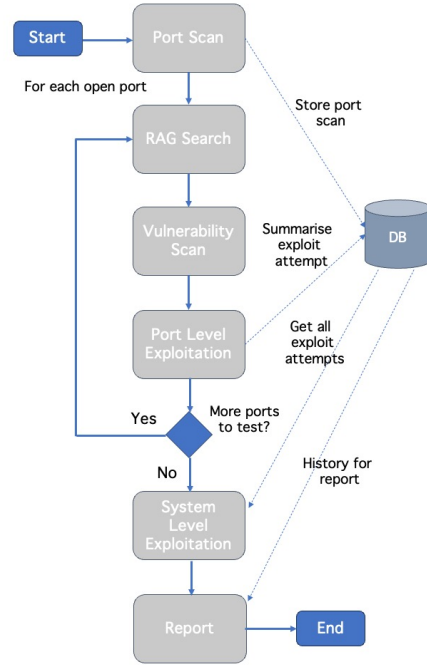 Start
Port Scan
For each open port
Store port
scan
RAG Search
Vulnerability
Scan
Summarise
exploit
attempt
DB
Port Level
Exploitation
Get all
exploit
attempts
Yes
More ports
to test?
No
History for
report
System
Level
Exploitation
Report
End